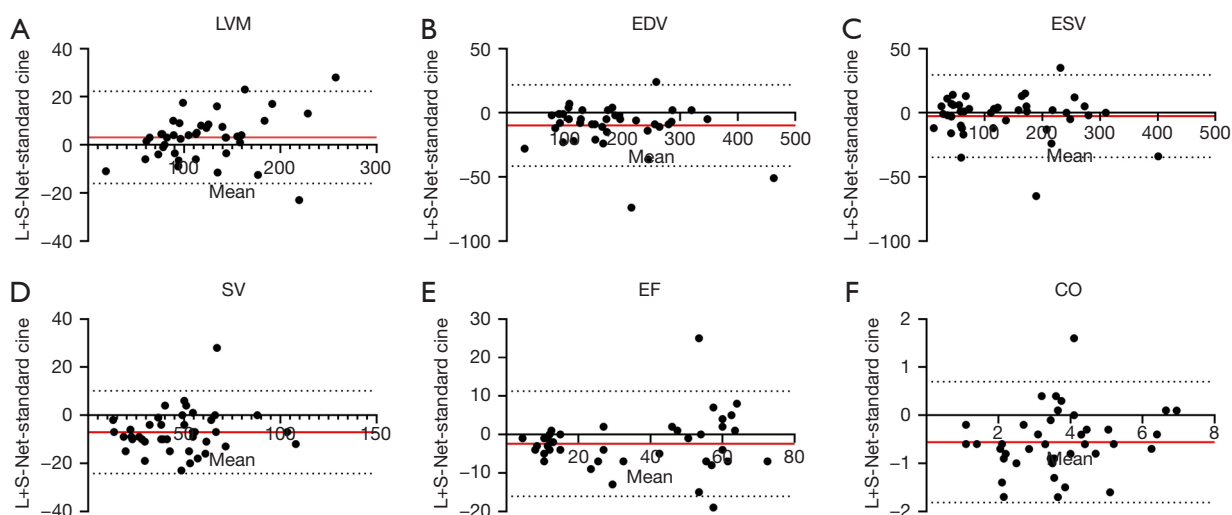 A
LVM
L+S-Net-standard cine
40
20
0
−20
−40
100
200
300
Mean
B
EDV
L+S-Net-standard cine
50
0
−50
−100
100
200
300
400
500
Mean
C
ESV
L+S-Net-standard cine
50
0
−50
−100
100
200
300
400
500
Mean
D
SV
L+S-Net-standard cine
40
20
0
−20
−40
50
100
150
Mean
E
EF
L+S-Net-standard cine
30
20
10
0
−10
−20
20
40
60
80
Mean
F
CO
L+S-Net-standard cine
2
1
0
−1
−2
2
4
6
8
Mean